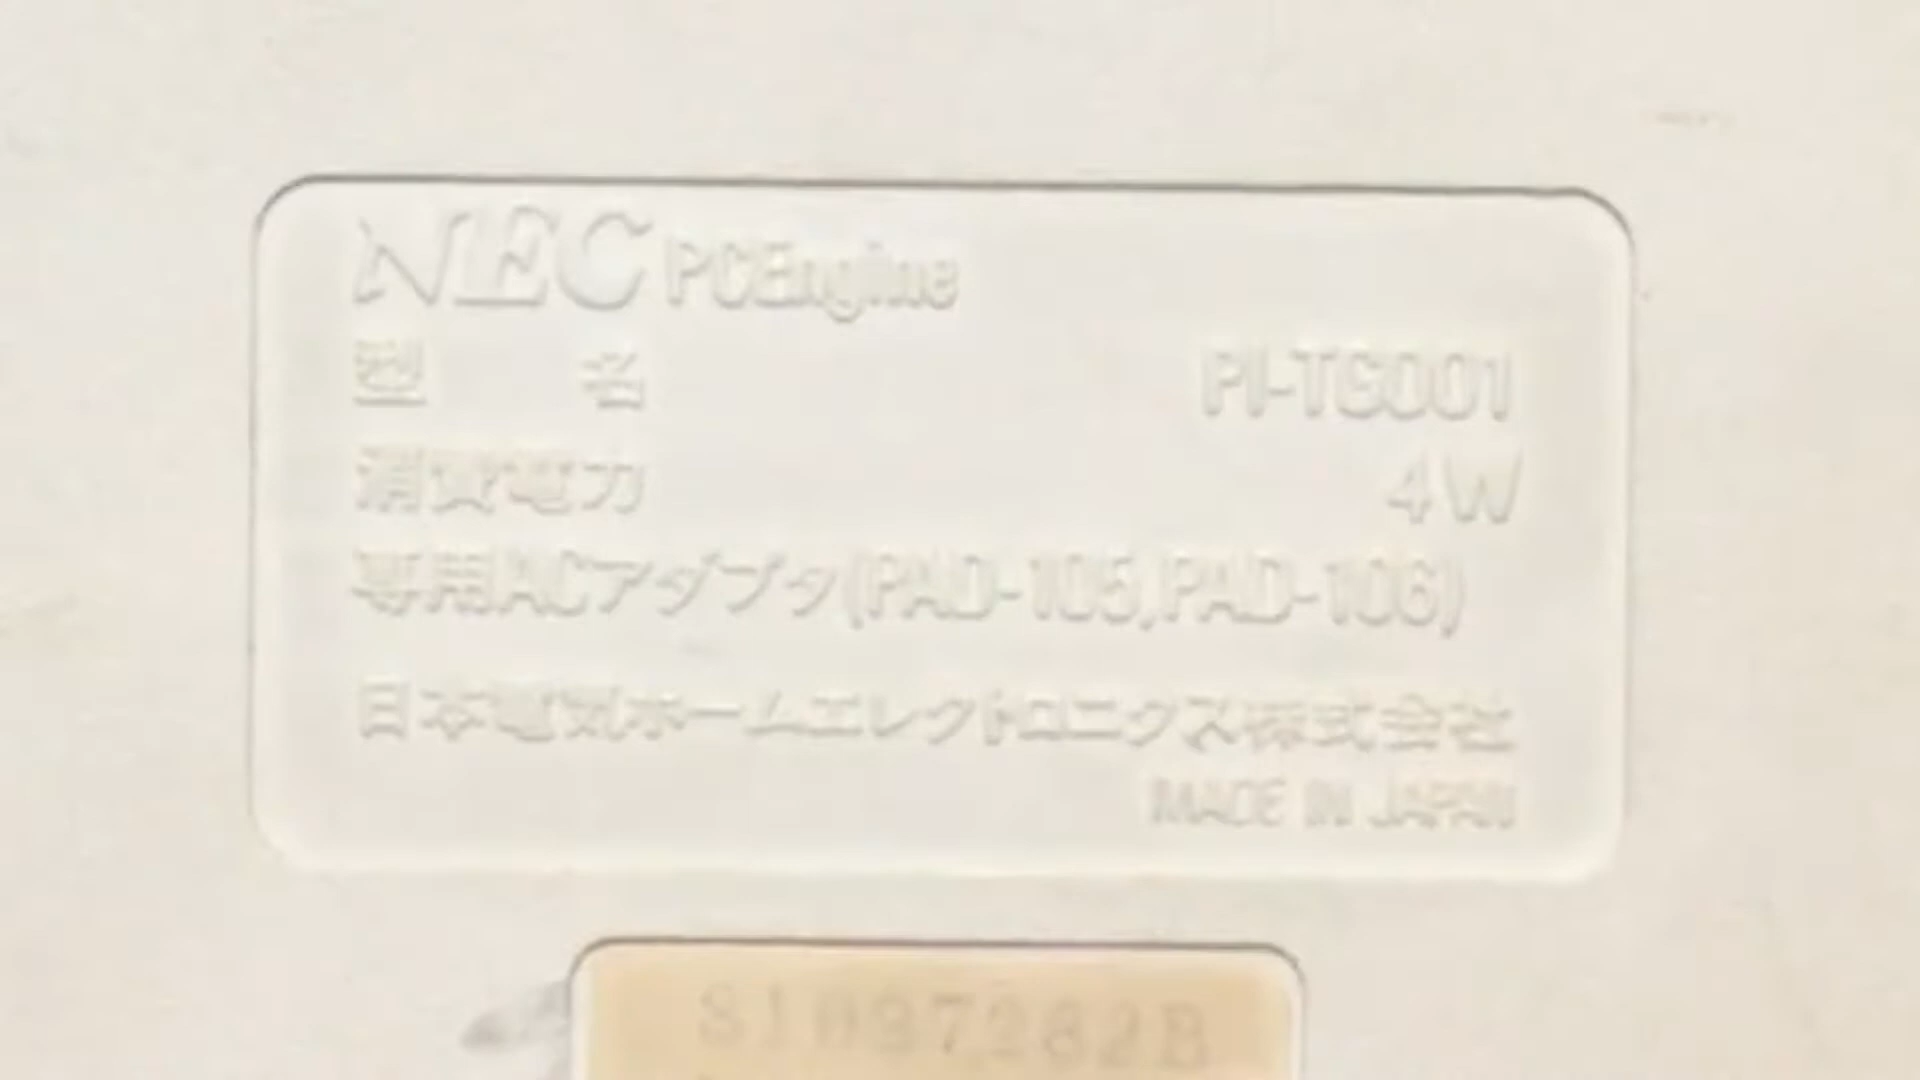 NEC PCEngine
型 名 PI-TG001
消費電力 4W
専用ACアダプタ(PAD-105,PAD-106)
日本電気ホームエレクトロニクス株式会社
MADE IN JAPAN